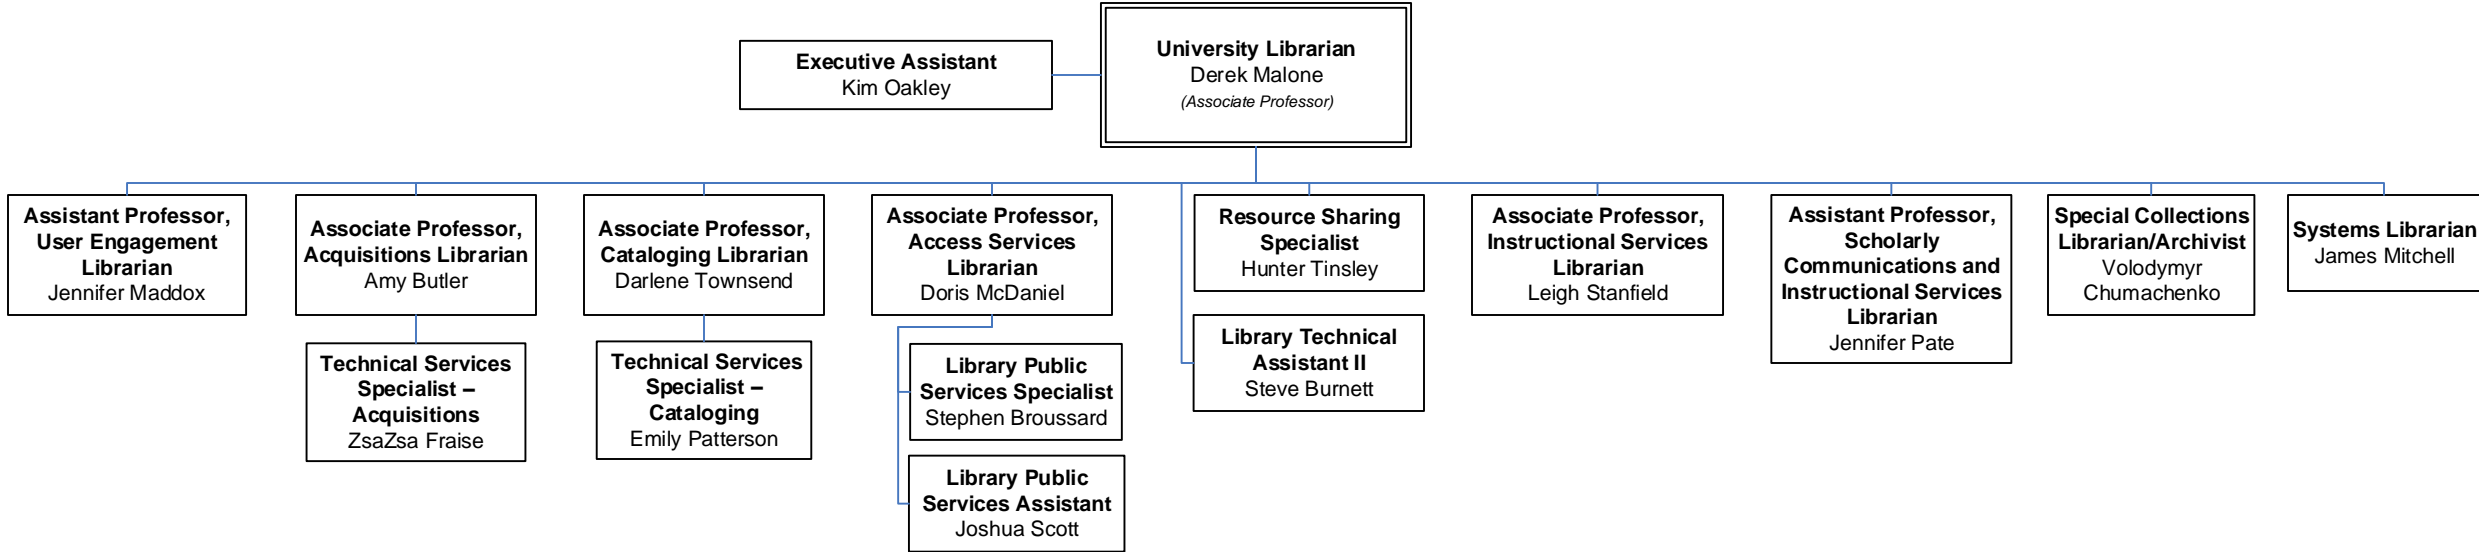 Executive Assistant
Kim Oakley
University Librarian
Derek Malone
(Associate Professor)
Assistant Professor,
User Engagement
Librarian
Jennifer Maddox
Associate Professor,
Acquisitions Librarian
Amy Butler
Associate Professor,
Cataloging Librarian
Darlene Townsend
Associate Professor,
Access Services
Librarian
Doris McDaniel
Resource Sharing
Specialist
Hunter Tinsley
Associate Professor,
Instructional Services
Librarian
Leigh Stanfield
Assistant Professor,
Scholarly
Communications and
Instructional Services
Librarian
Jennifer Pate
Special Collections
Librarian/Archivist
Volodymyr
Chumachenko
Systems Librarian
James Mitchell
Technical Services
Specialist –
Acquisitions
ZsaZsa Fraise
Technical Services
Specialist –
Cataloging
Emily Patterson
Library Public
Services Specialist
Stephen Broussard
Library Public
Services Assistant
Joshua Scott
Library Technical
Assistant II
Steve Burnett